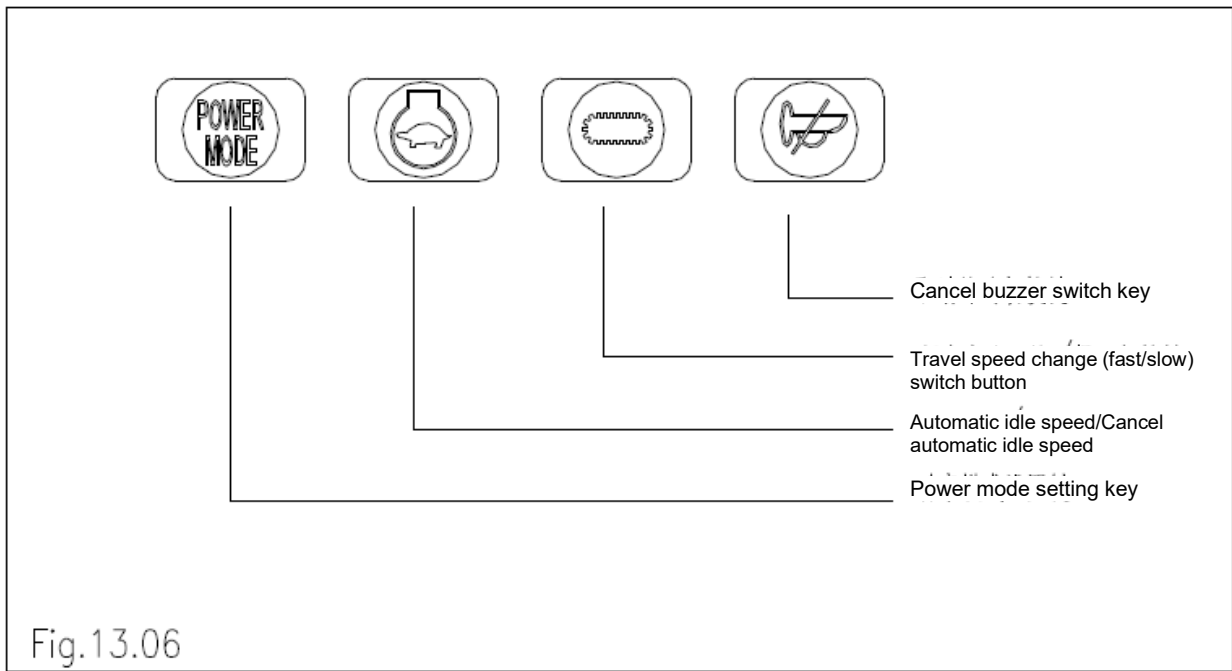 POWER
MODE
Cancel buzzer switch key
Travel speed change (fast/slow)
switch button
Automatic idle speed/Cancel
automatic idle speed
Power mode setting key
Fig.13.06